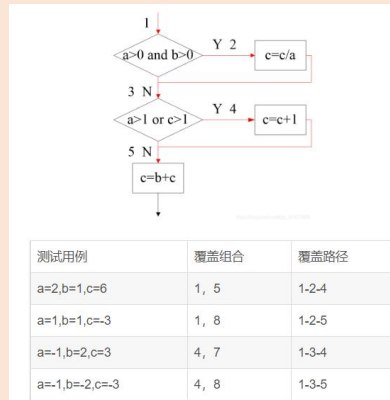 1
a>0 and b>0
Y 2
c=c/a
3 N
a>1 or c>1
Y 4
c=c+1
5 N
c=b+c
测试用例 覆盖组合 覆盖路径
a=2,b=1,c=6 1，5 1-2-4
a=1,b=1,c=-3 1，8 1-2-5
a=-1,b=2,c=3 4，7 1-3-4
a=-1,b=-2,c=-3 4，8 1-3-5